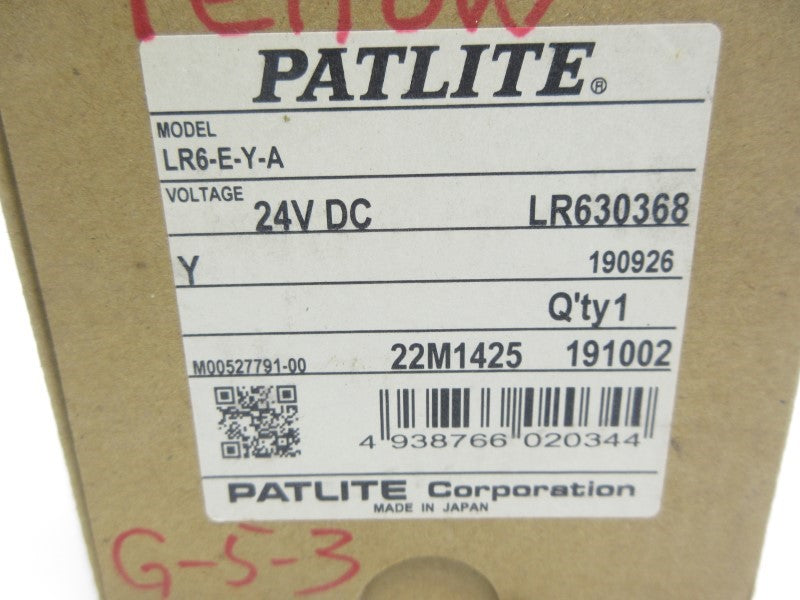 Yellow
PATLITE®
MODEL
LR6-E-Y-A
VOLTAGE
24V DC LR630368
Y 190926
Q'ty1
M00527791-00 22M1425 191002
4 938766 020344
PATLITE Corporation
MADE IN JAPAN
G-5-3